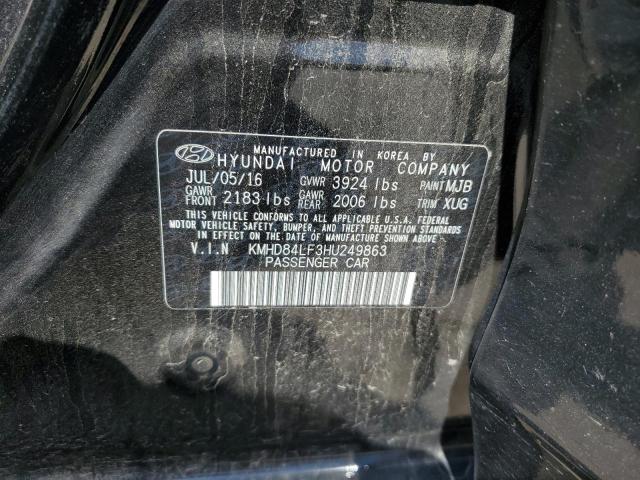 MANUFACTURED IN KOREA BY
HYUNDAI MOTOR COMPANY
JUL/05/16 GVWR 3924 lbs PAINT MJB
GAWR FRONT 2183 lbs GAWR REAR 2006 lbs TRIM XUG
THIS VEHICLE CONFORMS TO ALL APPLICABLE U.S.A. FEDERAL
MOTOR VEHICLE SAFETY, BUMPER, AND THEFT PREVENTION STANDARDS
IN EFFECT ON THE DATE OF MANUFACTURE SHOWN ABOVE.
V.I.N KMHD84LF3HU249863
PASSENGER CAR